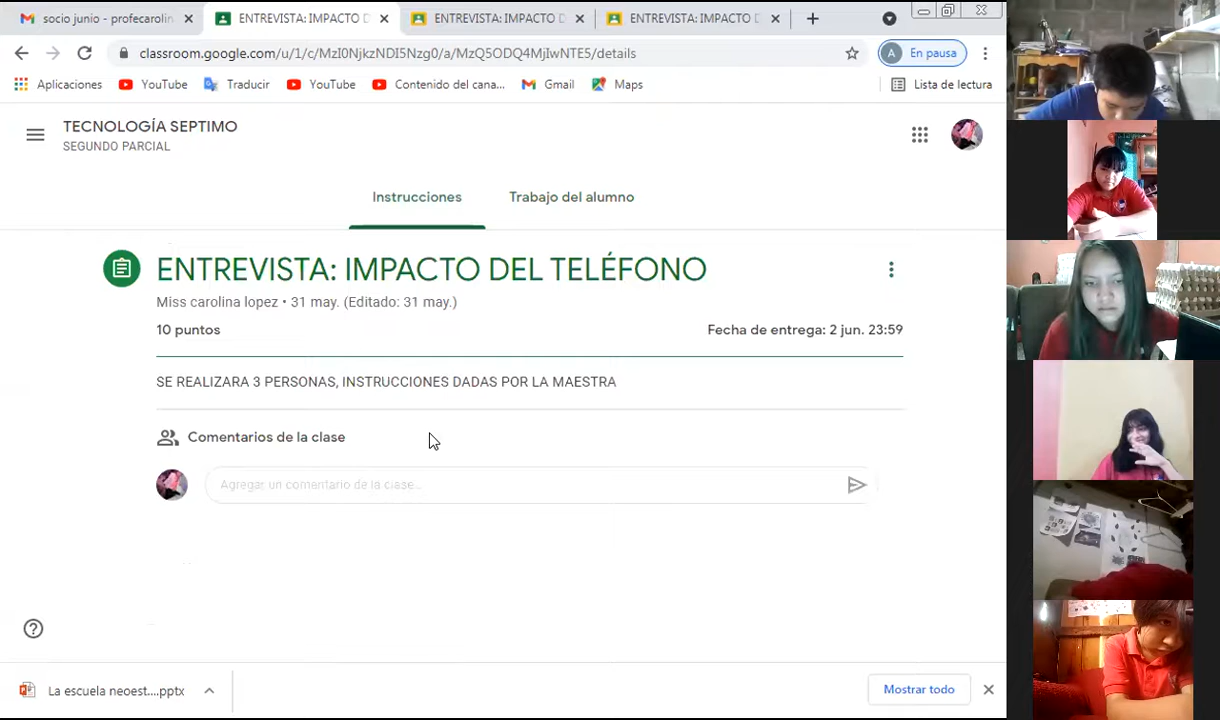 socio junio - profecarolin
ENTREVISTA: IMPACTO D
ENTREVISTA: IMPACTO D
ENTREVISTA: IMPACTO D
classroom.google.com/u/1/c/MzI0NjkzNDI5Nzg0/a/MzQ5ODQ4MjIwNTE5/details
A En pausa
Aplicaciones YouTube Traducir YouTube Contenido del cana... Gmail Maps Lista de lectura
TECNOLOGÍA SEPTIMO
SEGUNDO PARCIAL
Instrucciones Trabajo del alumno
ENTREVISTA: IMPACTO DEL TELÉFONO
Miss carolina lopez • 31 may. (Editado: 31 may.)
10 puntos Fecha de entrega: 2 jun. 23:59
SE REALIZARA 3 PERSONAS, INSTRUCCIONES DADAS POR LA MAESTRA
Comentarios de la clase
Agregar un comentario de la clase...
La escuela neoest....pptx Mostrar todo